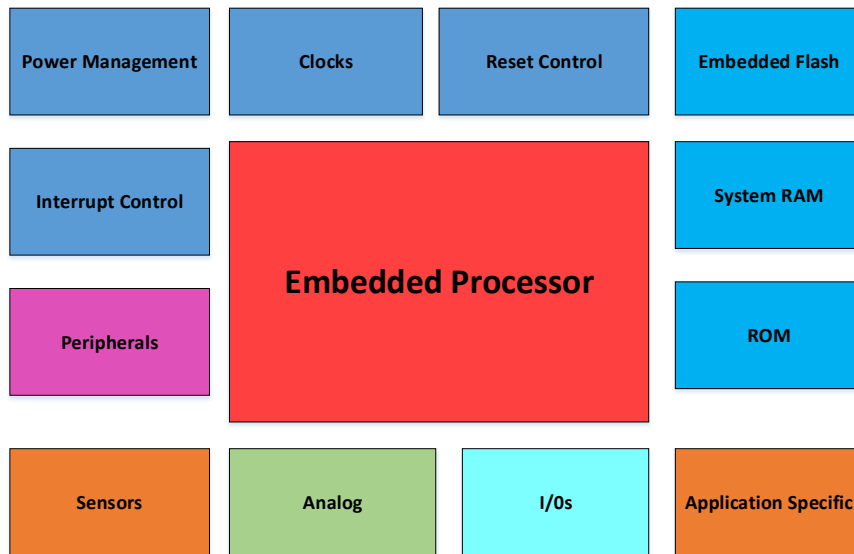 Power Management
Clocks
Reset Control
Embedded Flash
Interrupt Control
Embedded Processor
System RAM
Peripherals
ROM
Sensors
Analog
I/0s
Application Specific